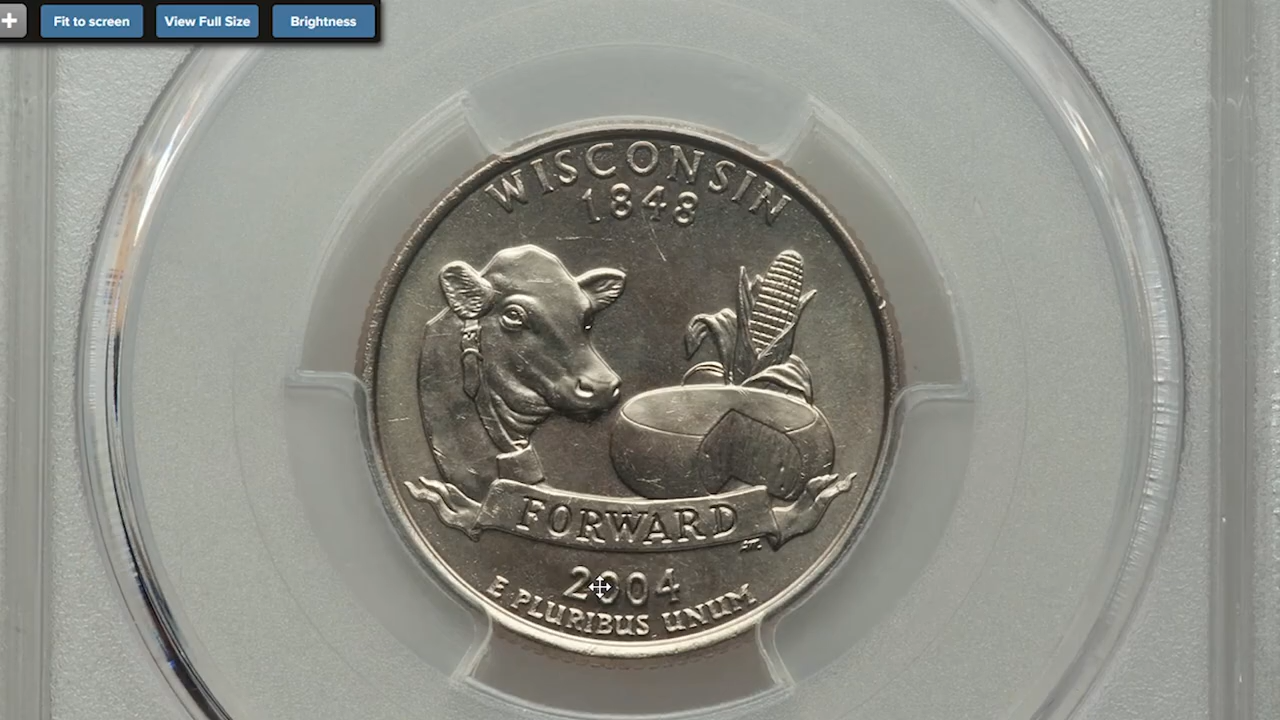 Fit to screen
View Full Size
Brightness
WISCONSIN
1848
FORWARD
2004
E PLURIBUS UNUM